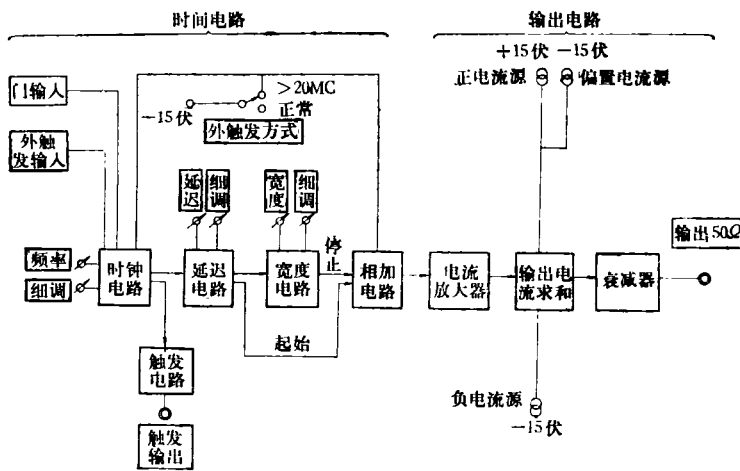 时间电路
输出电路
+15伏 −15伏
正电流源
偏置电流源
门输入
>20MC
正常
−15伏
外触发方式
外触
发输入
延迟
细调
宽度
细调
停止
频率
细调
时钟
电路
延迟
电路
宽度
电路
相加
电路
电流
放大器
输出电
流求和
衰减器
输出50Ω
起始
触发
电路
触发
输出
负电流源
−15伏